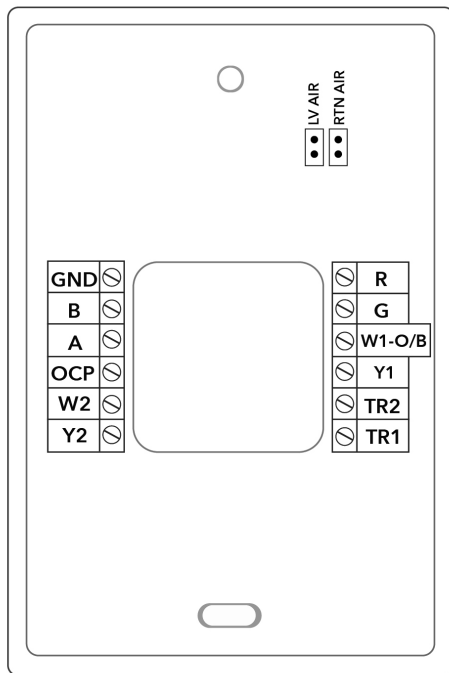 LV AIR
RTN AIR
GND
B
A
OCP
W2
Y2
R
G
W1-O/B
Y1
TR2
TR1